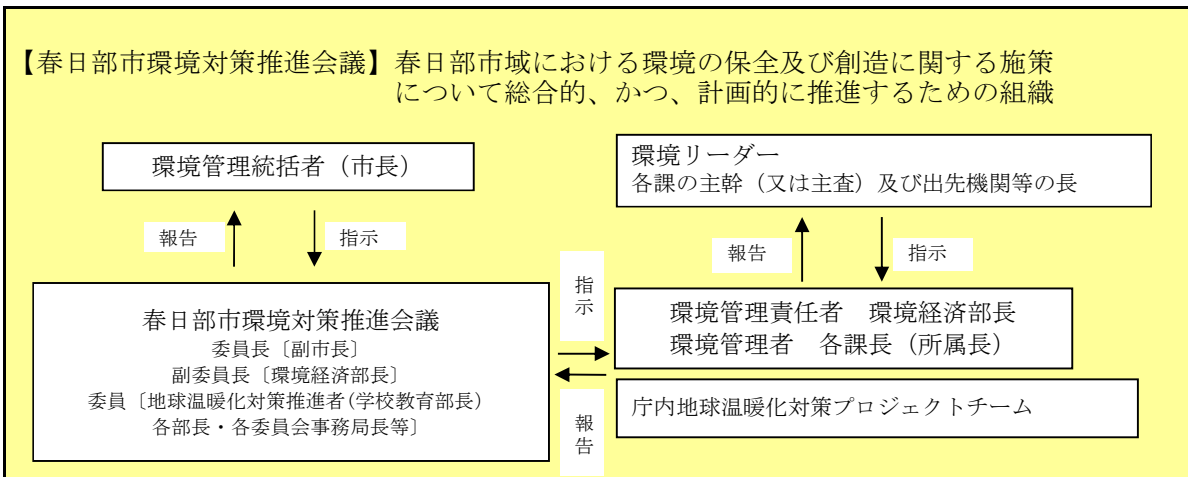 【春日部市環境対策推進会議】春日部市域における環境の保全及び創造に関する施策
について総合的、かつ、計画的に推進するための組織
環境管理統括者(市長)
報告
指示
春日部市環境対策推進会議
委員長〔副市長〕
副委員長〔環境経済部長〕
委員〔地球温暖化対策推進者(学校教育部長)
各部長・各委員会事務局長等〕
指示
報告
環境リーダー
各課の主幹(又は主査)及び出先機関等の長
報告
指示
環境管理責任者 環境経済部長
環境管理者 各課長(所属長)
庁内地球温暖化対策プロジェクトチーム